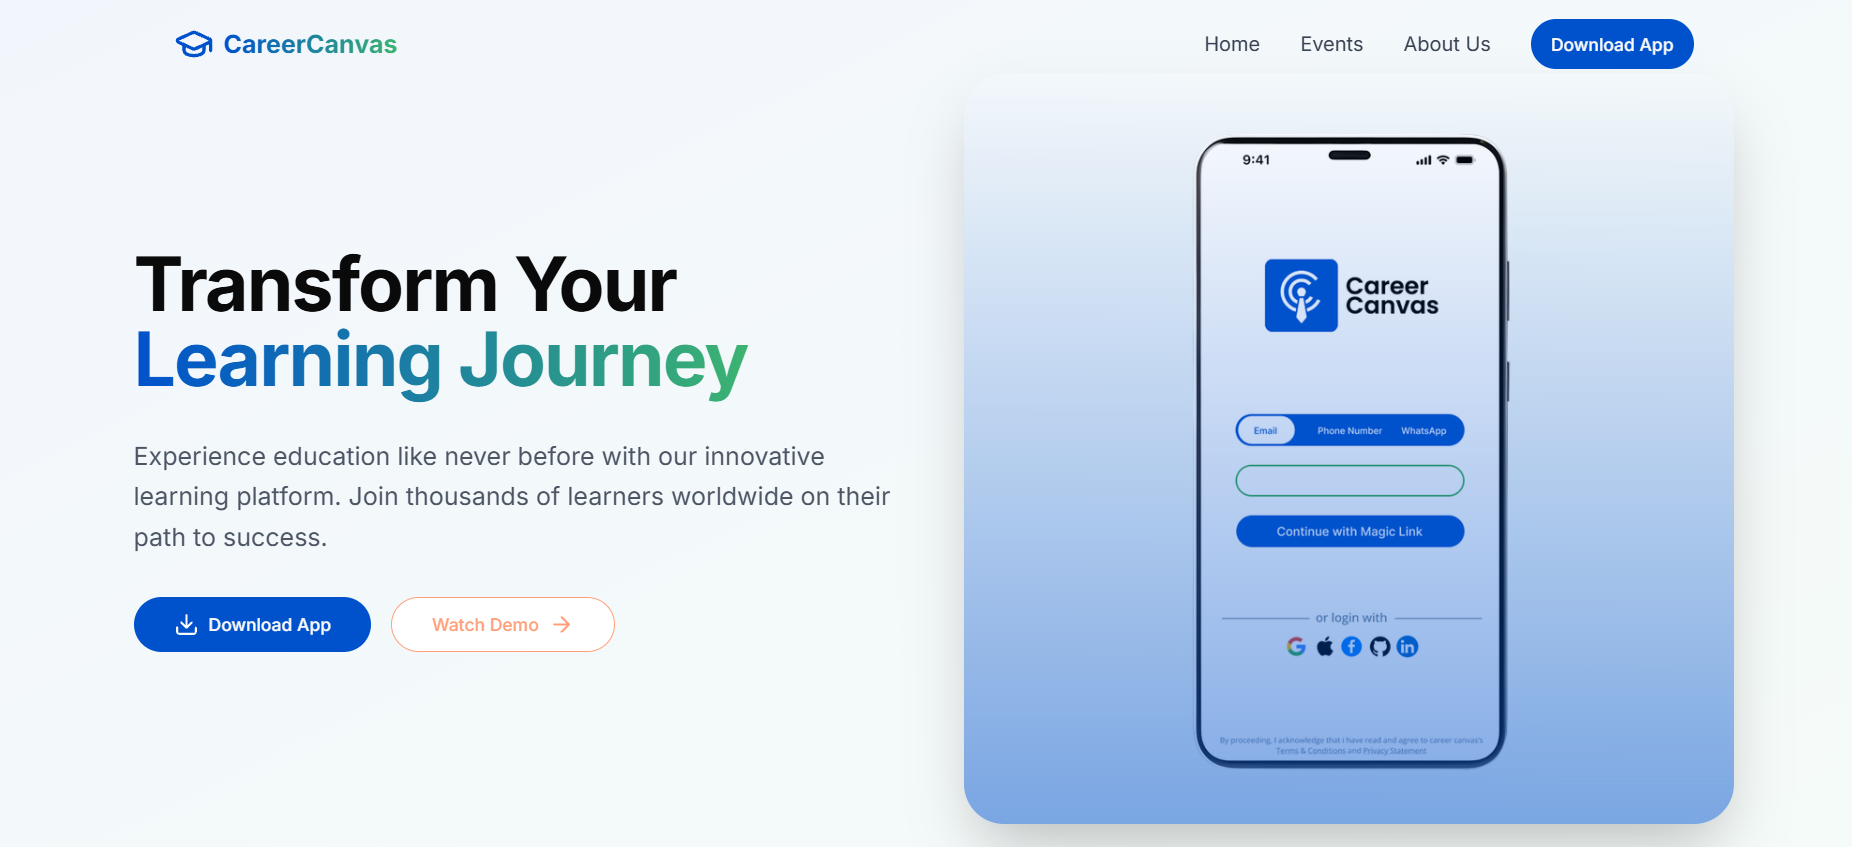 CareerCanvas
Home
Events
About Us
Download App
Transform Your
Learning Journey
Experience education like never before with our innovative
learning platform. Join thousands of learners worldwide on their
path to success.
Download App
Watch Demo
9:41
Career
Canvas
Email
Phone Number
WhatsApp
Continue with Magic Link
or login with
By proceeding, I acknowledge that i have read and agree to career canvas's
Terms & Conditions and Privacy Statement